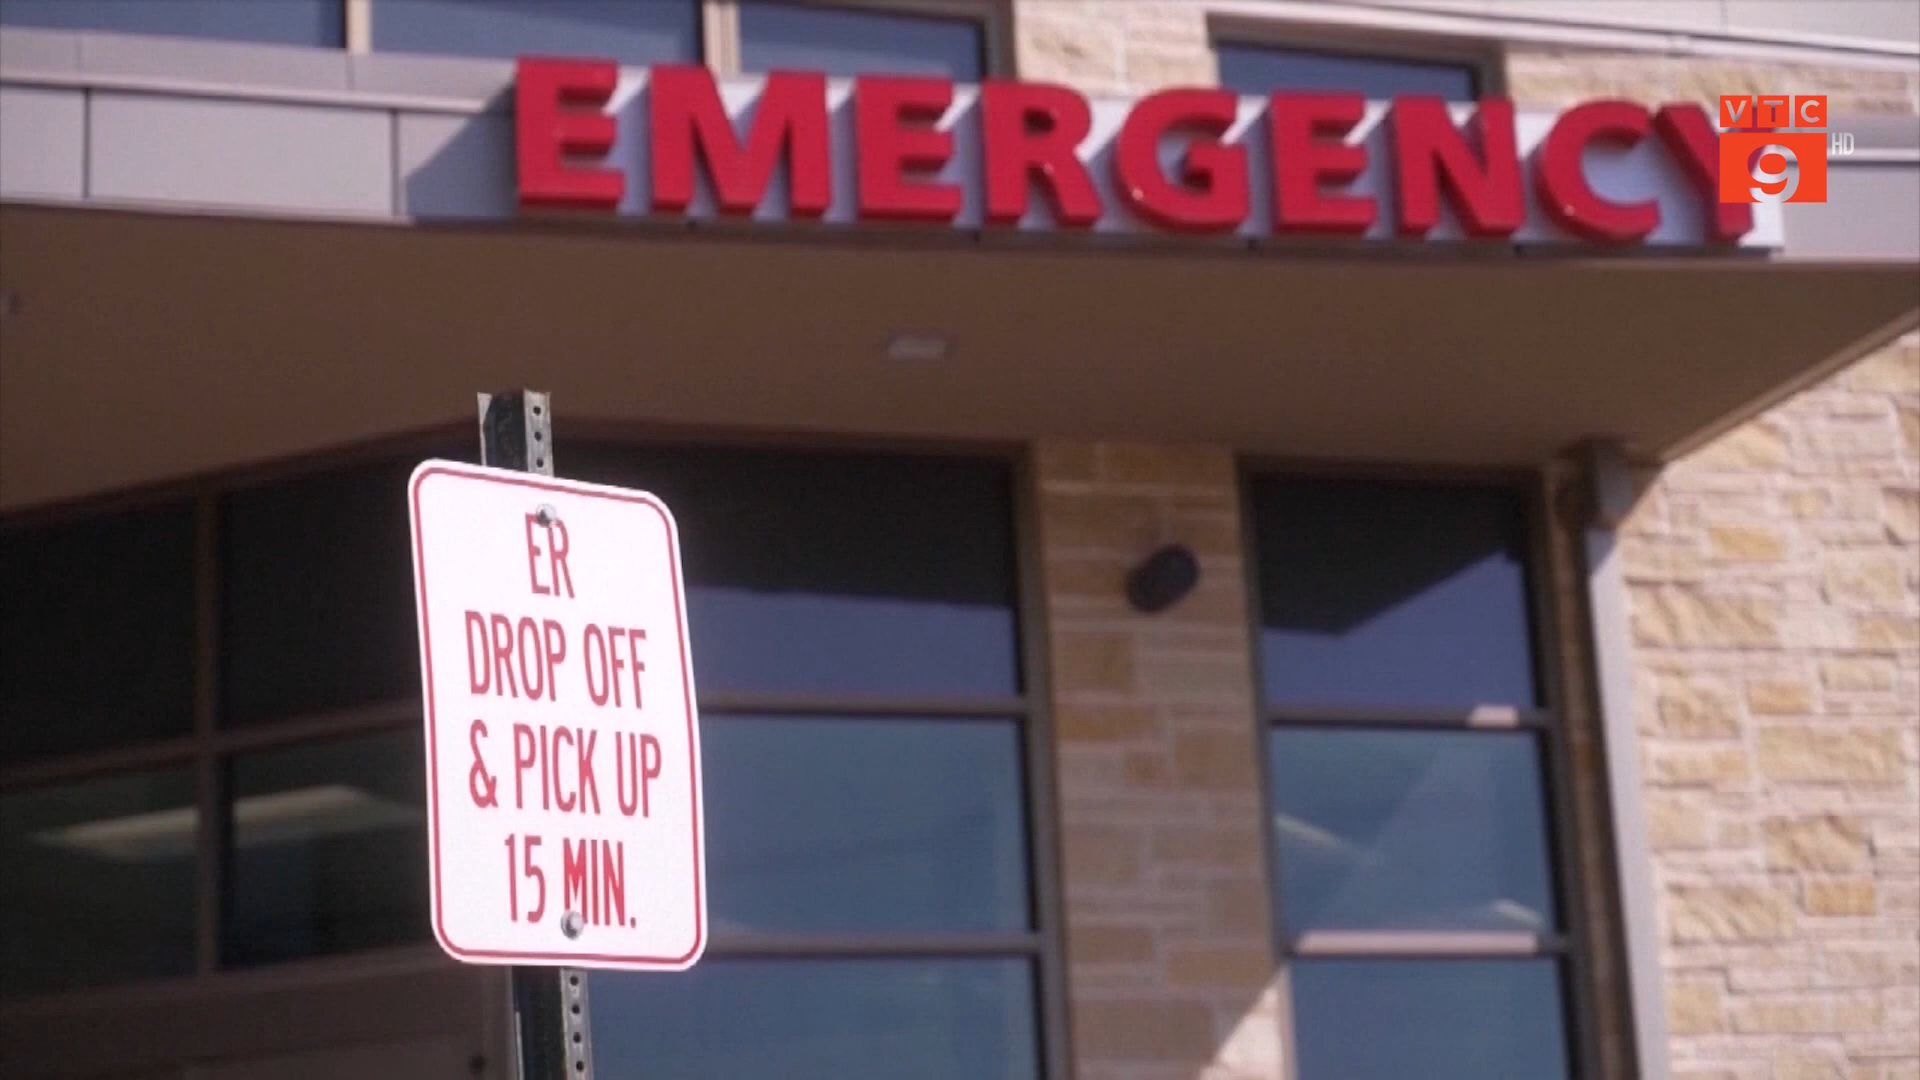 EMERGENCY
VTC
9
HD
ER
DROP OFF
& PICK UP
15 MIN.